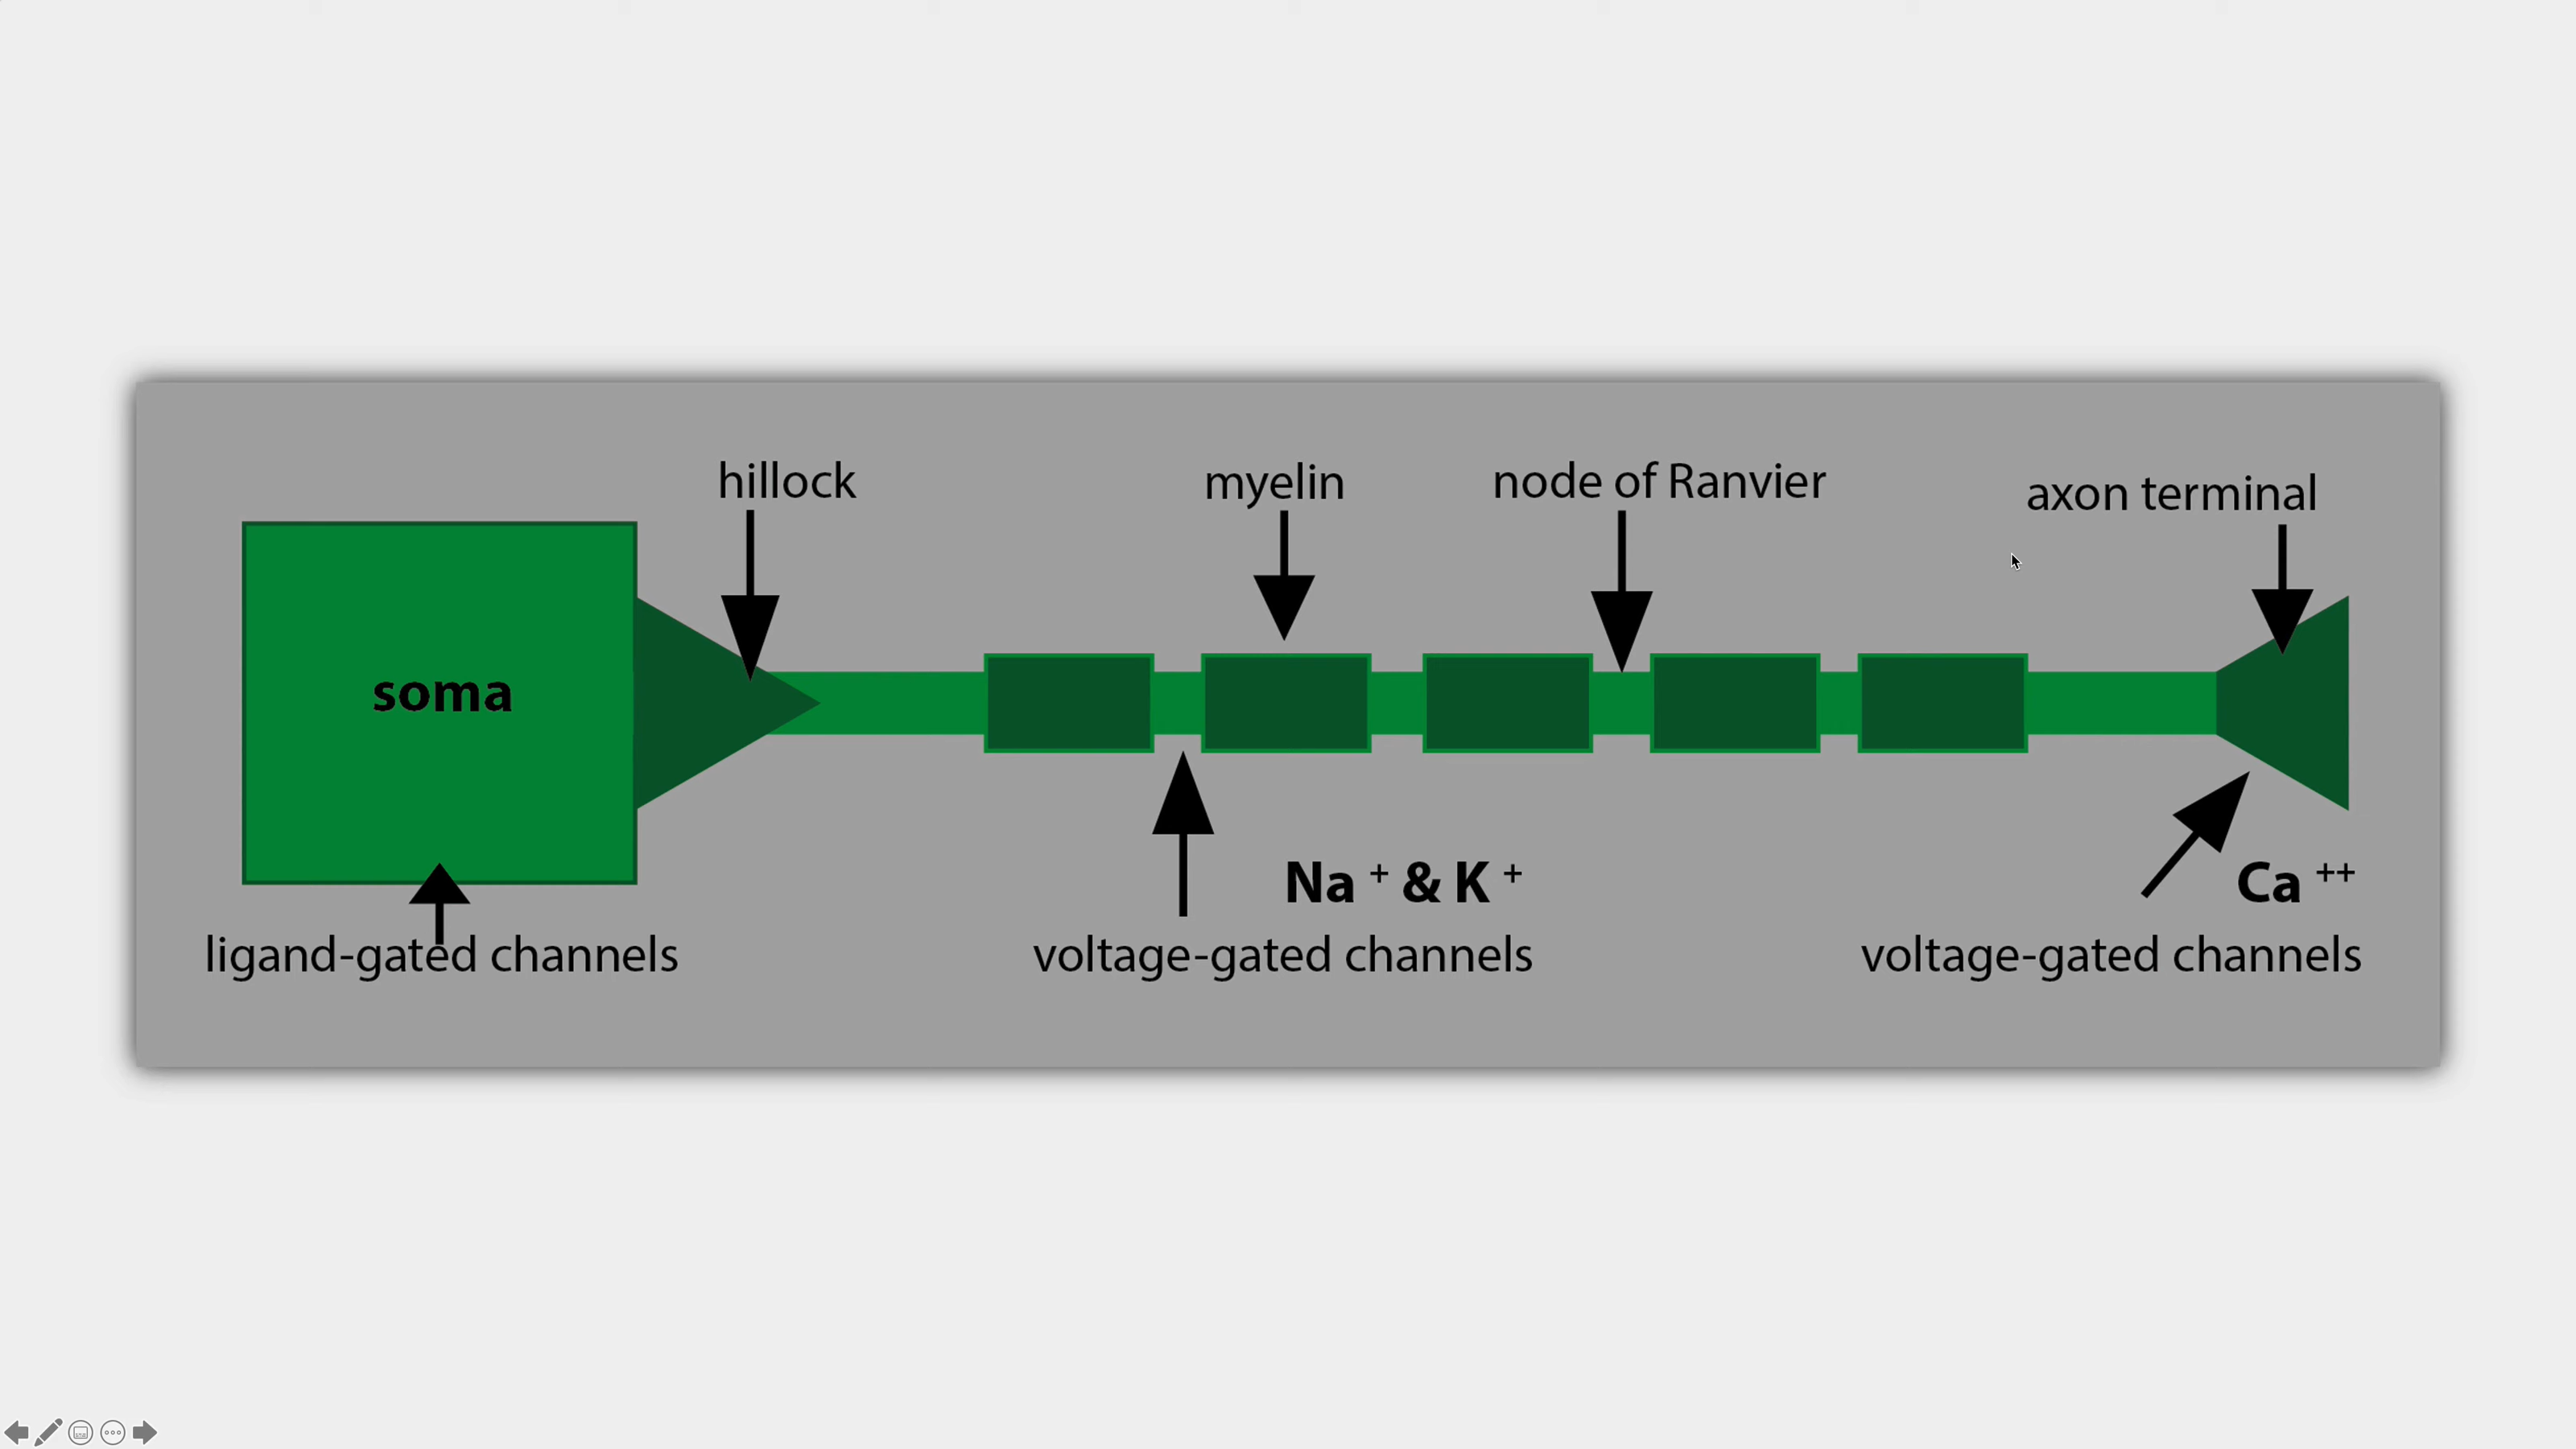 hillock
myelin
node of Ranvier
axon terminal
soma
Na + & K +
Ca ++
ligand-gated channels
voltage-gated channels
voltage-gated channels